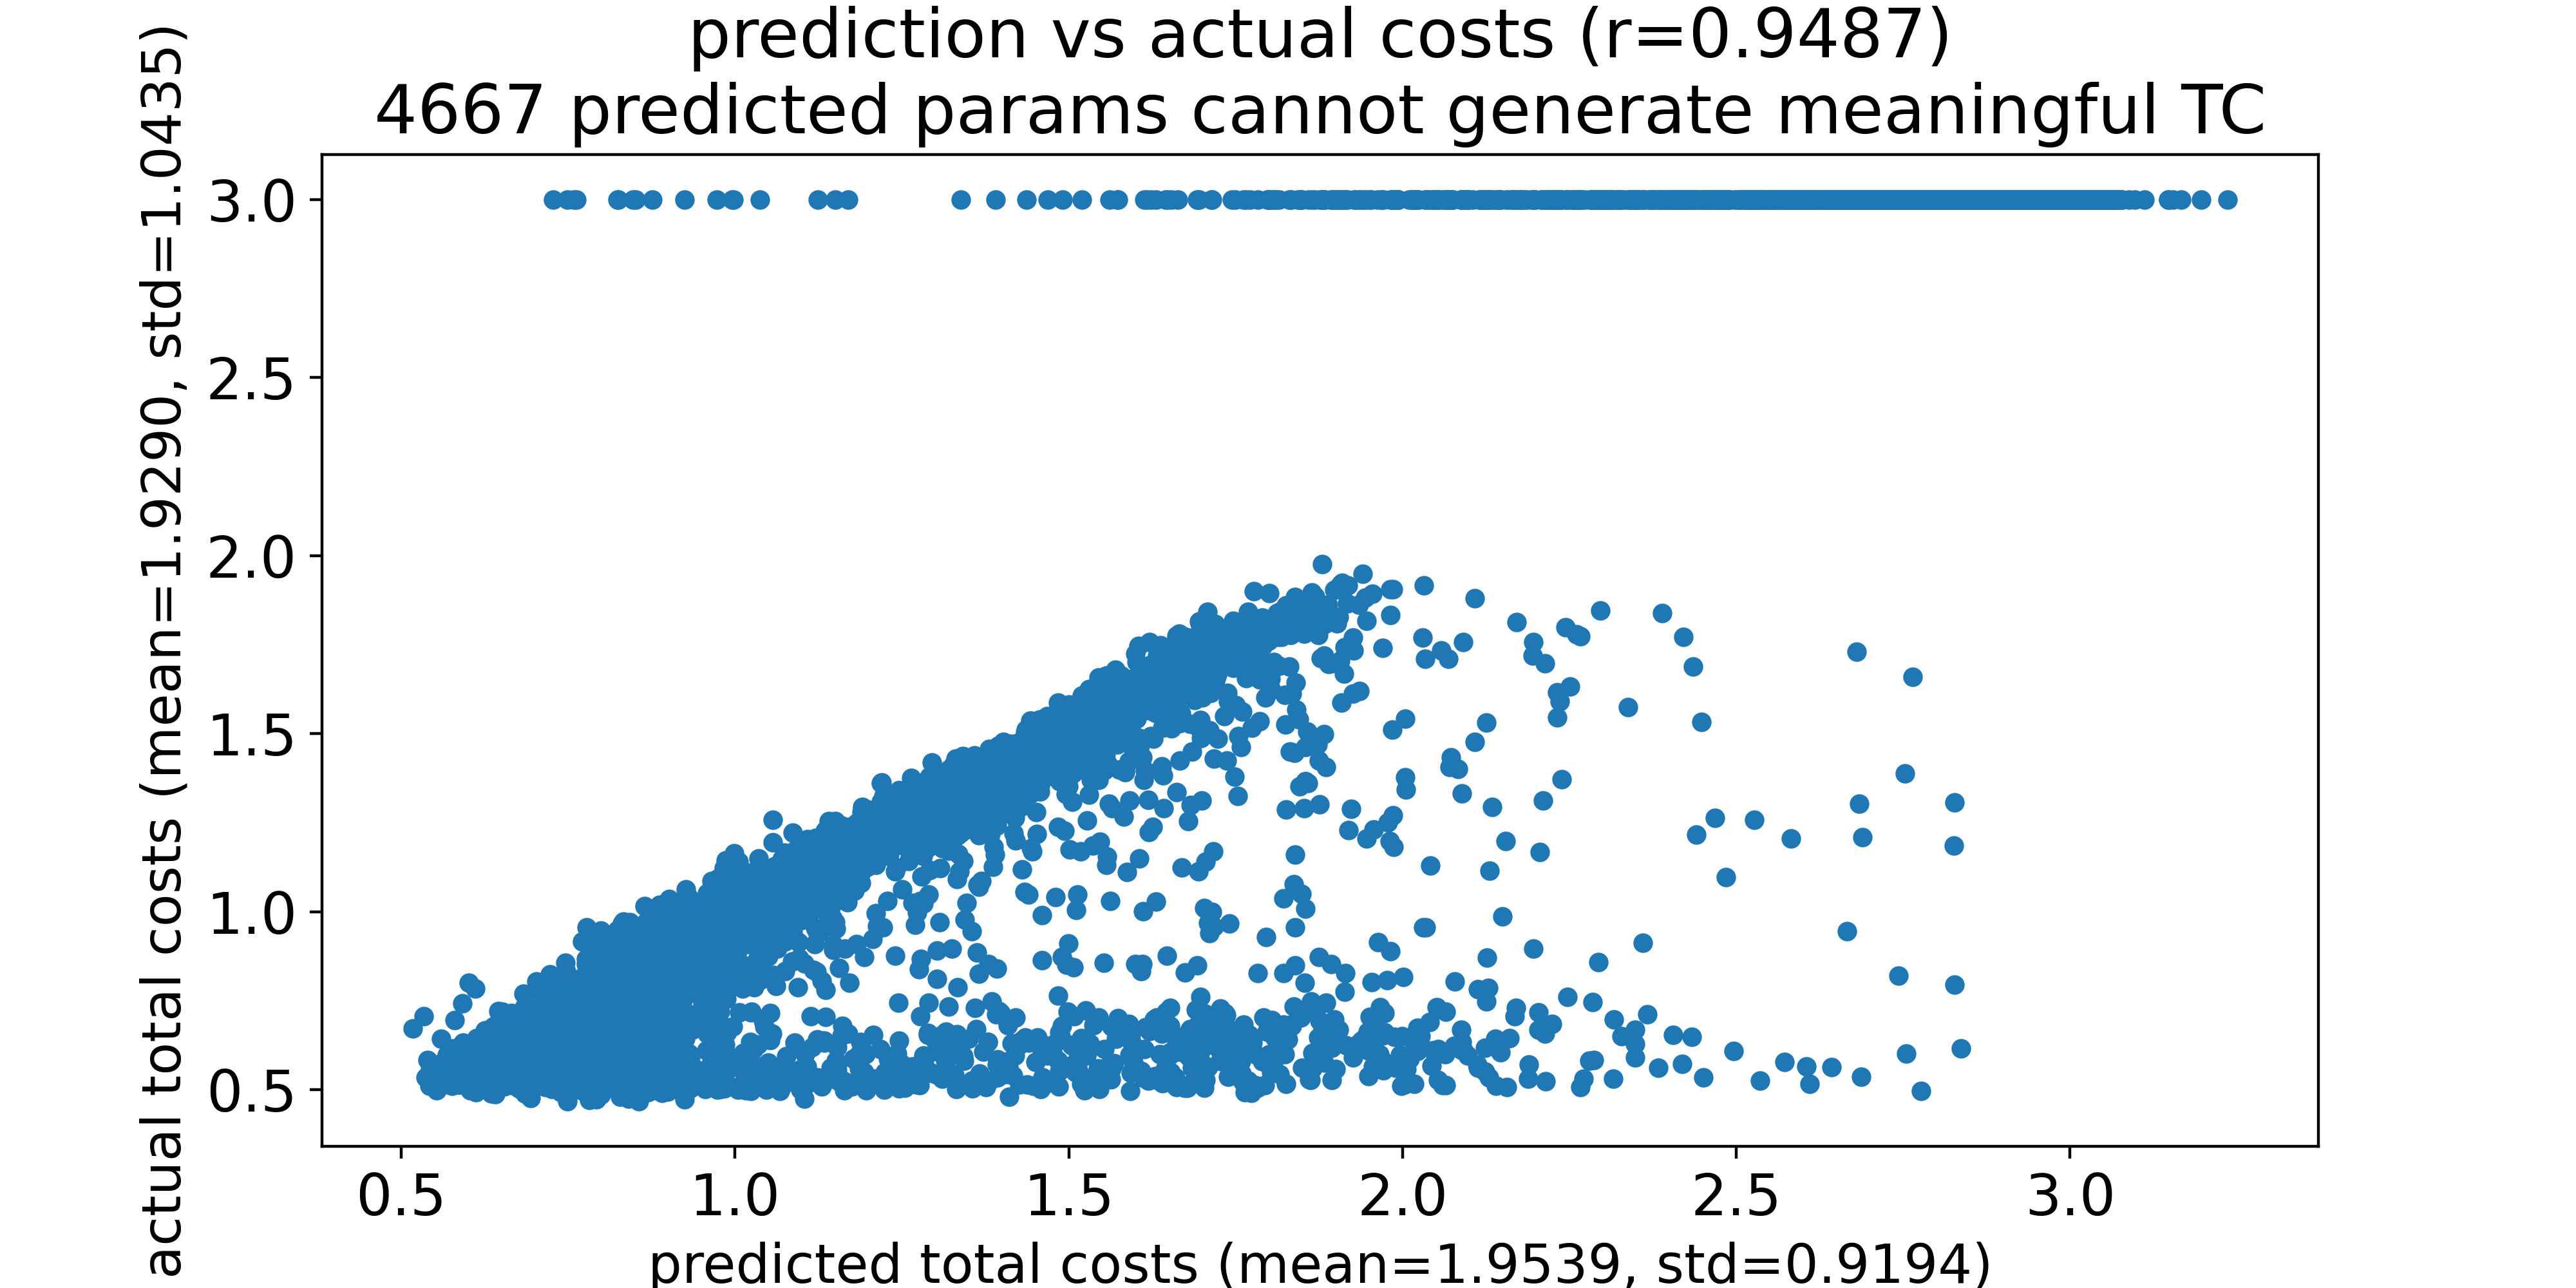 prediction vs actual costs (r=0.9487)
4667 predicted params cannot generate meaningful TC
actual total costs (mean=1.9290, std=1.0435)
3.0
2.5
2.0
1.5
1.0
0.5
0.5 1.0 1.5 2.0 2.5 3.0
predicted total costs (mean=1.9539, std=0.9194)